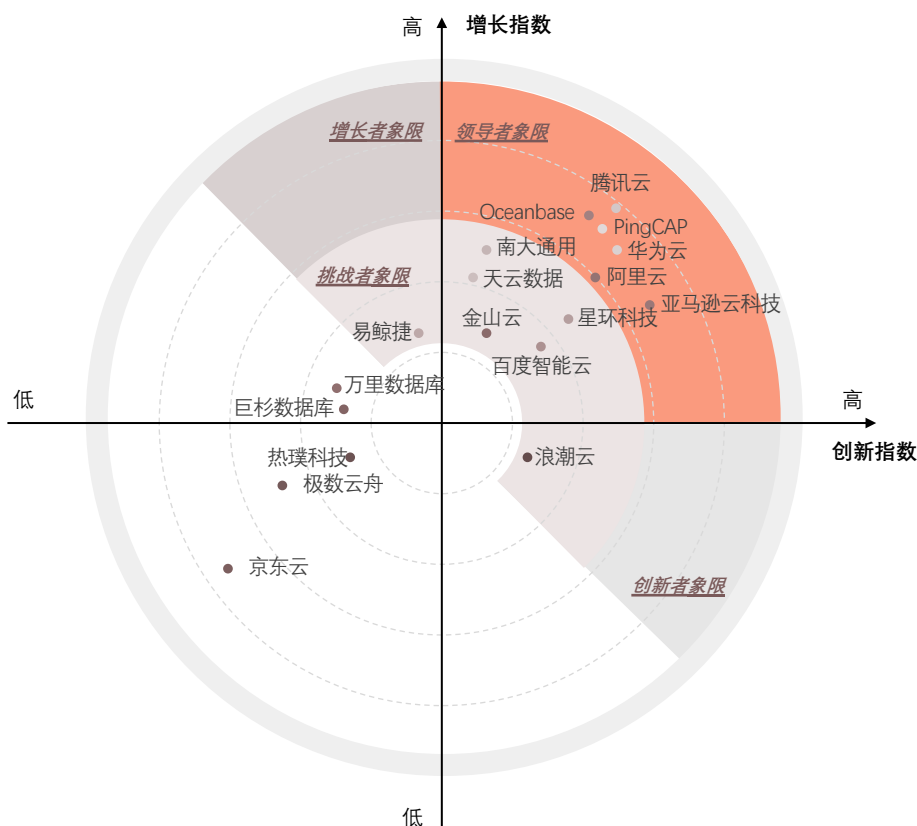 高
增长指数
增长者象限
领导者象限
腾讯云
Oceanbase
PingCAP
南大通用
华为云
挑战者象限
天云数据
阿里云
亚马逊云科技
易鲸捷
金山云
星环科技
百度智能云
万里数据库
低
巨杉数据库
高
创新指数
热璞科技
浪潮云
极数云舟
京东云
创新者象限
低